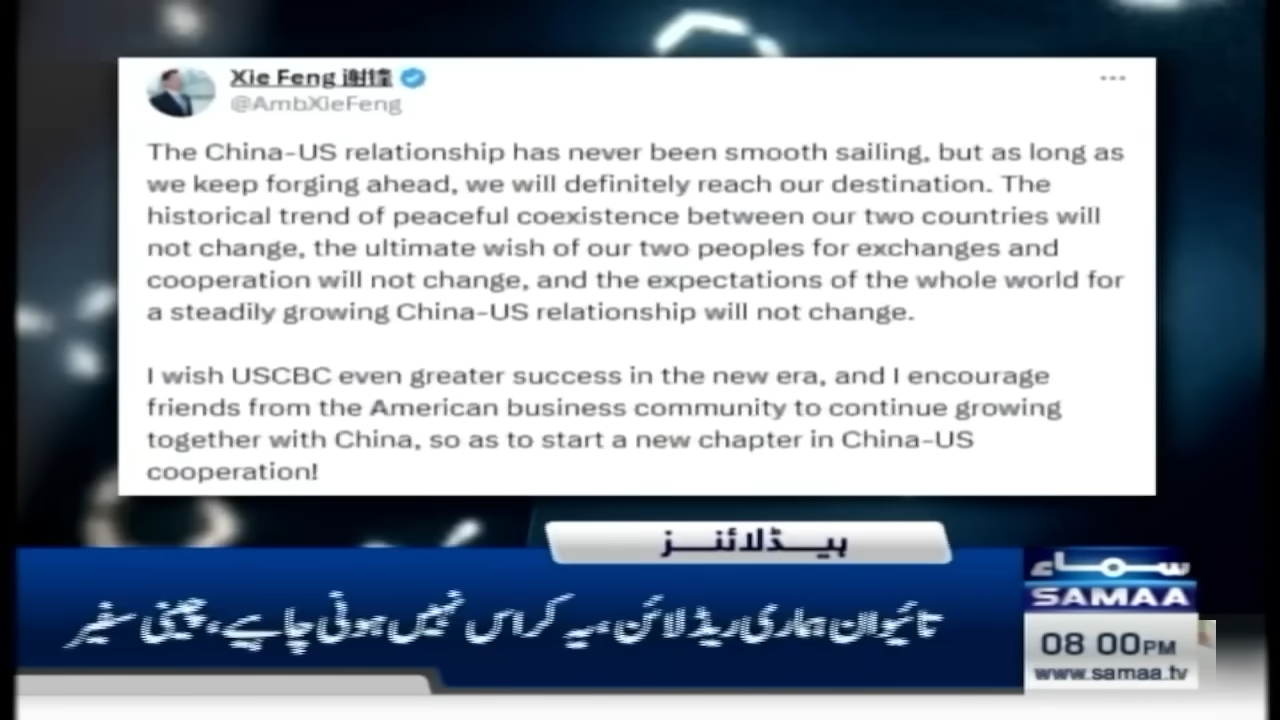 Xie Feng 谢锋
@AmbXieFeng
The China-US relationship has never been smooth sailing, but as long as
we keep forging ahead, we will definitely reach our destination. The
historical trend of peaceful coexistence between our two countries will
not change, the ultimate wish of our two peoples for exchanges and
cooperation will not change, and the expectations of the whole world for
a steadily growing China-US relationship will not change.
I wish USCBC even greater success in the new era, and I encourage
friends from the American business community to continue growing
together with China, so as to start a new chapter in China-US
cooperation!
ہیڈلائنز
تائیوان ہماری ریڈ لائن، یہ کراس نہیں ہونی چاہیے، چینی سفیر
سماء
SAMAA
08 00PM
www.samaa.tv